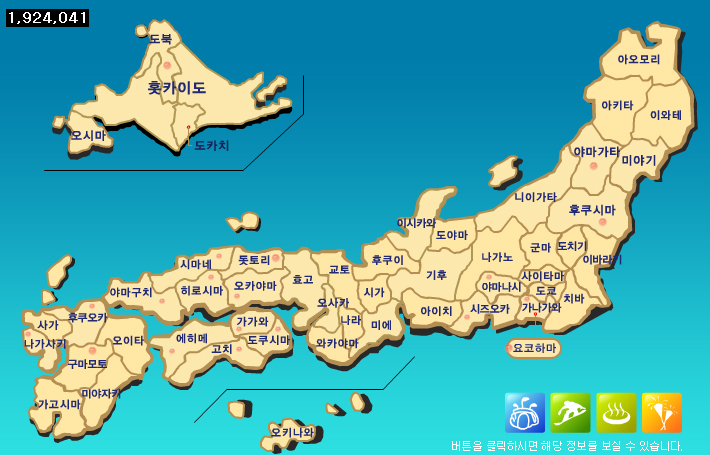 1,924,041
도북
홋카이도
오시마
도카치
아오모리
아키타
이와테
야마가타
미야기
니이가타
후쿠시마
이시카와
도야마
군마
도치기
이바라키
나가노
후쿠이
기후
사이타마
도쿄
치바
야마나시
가나가와
시즈오카
아이치
요코하마
교토
시가
효고
오사카
나라
미에
와카야마
돗토리
시마네
오카야마
히로시마
야마구치
가가와
도쿠시마
에히메
고치
후쿠오카
사가
나가사키
오이타
구마모토
미야자키
가고시마
오키나와
버튼을 클릭하시면 해당 정보를 보실 수 있습니다.